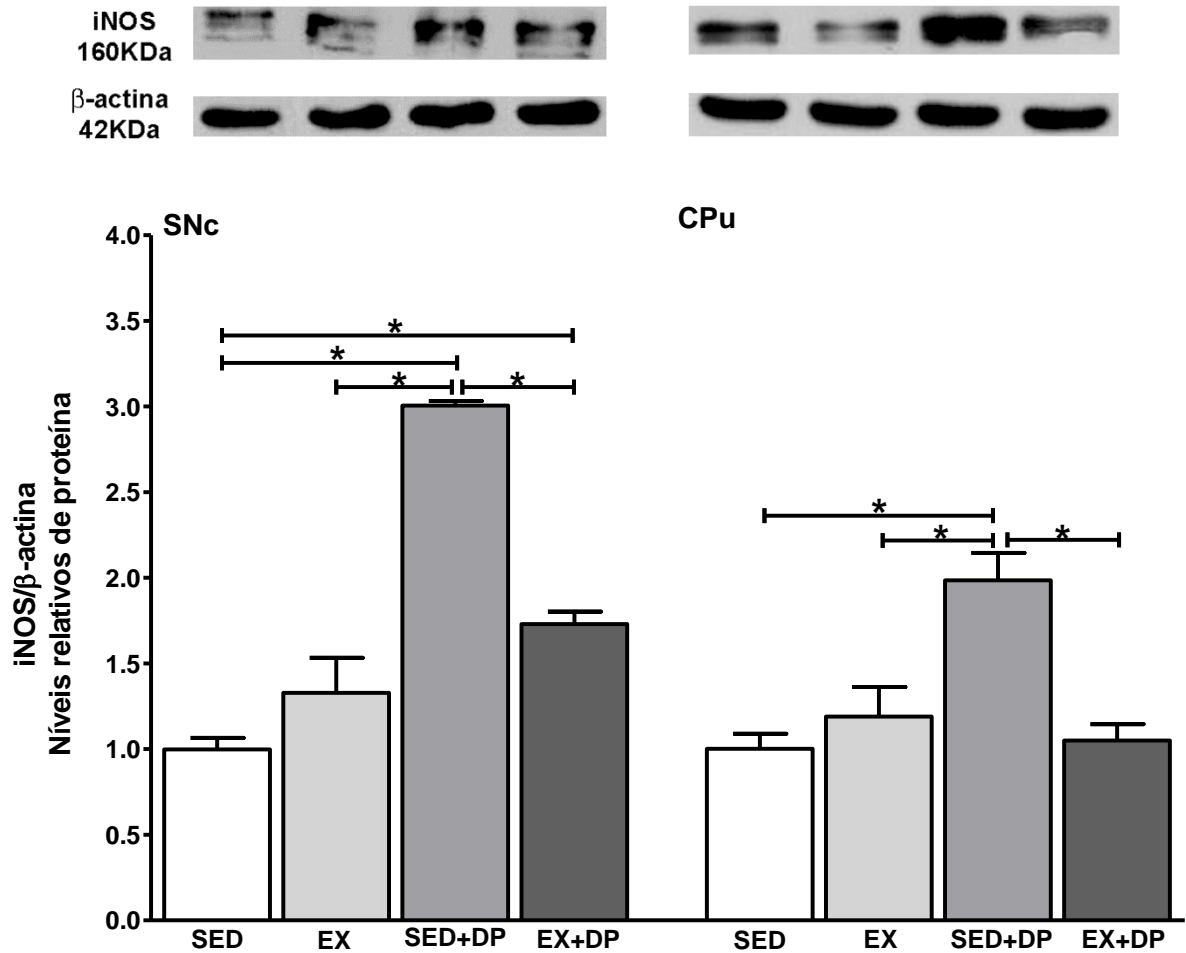 iNOS
160KDa
β-actina
42KDa
SNc
CPu
4.0
3.5
3.0
2.5
2.0
1.5
1.0
0.5
0.0
iNOS/β-actina
Níveis relativos de proteína
*
*
* *
*
* *
SED EX SED+DP EX+DP SED EX SED+DP EX+DP